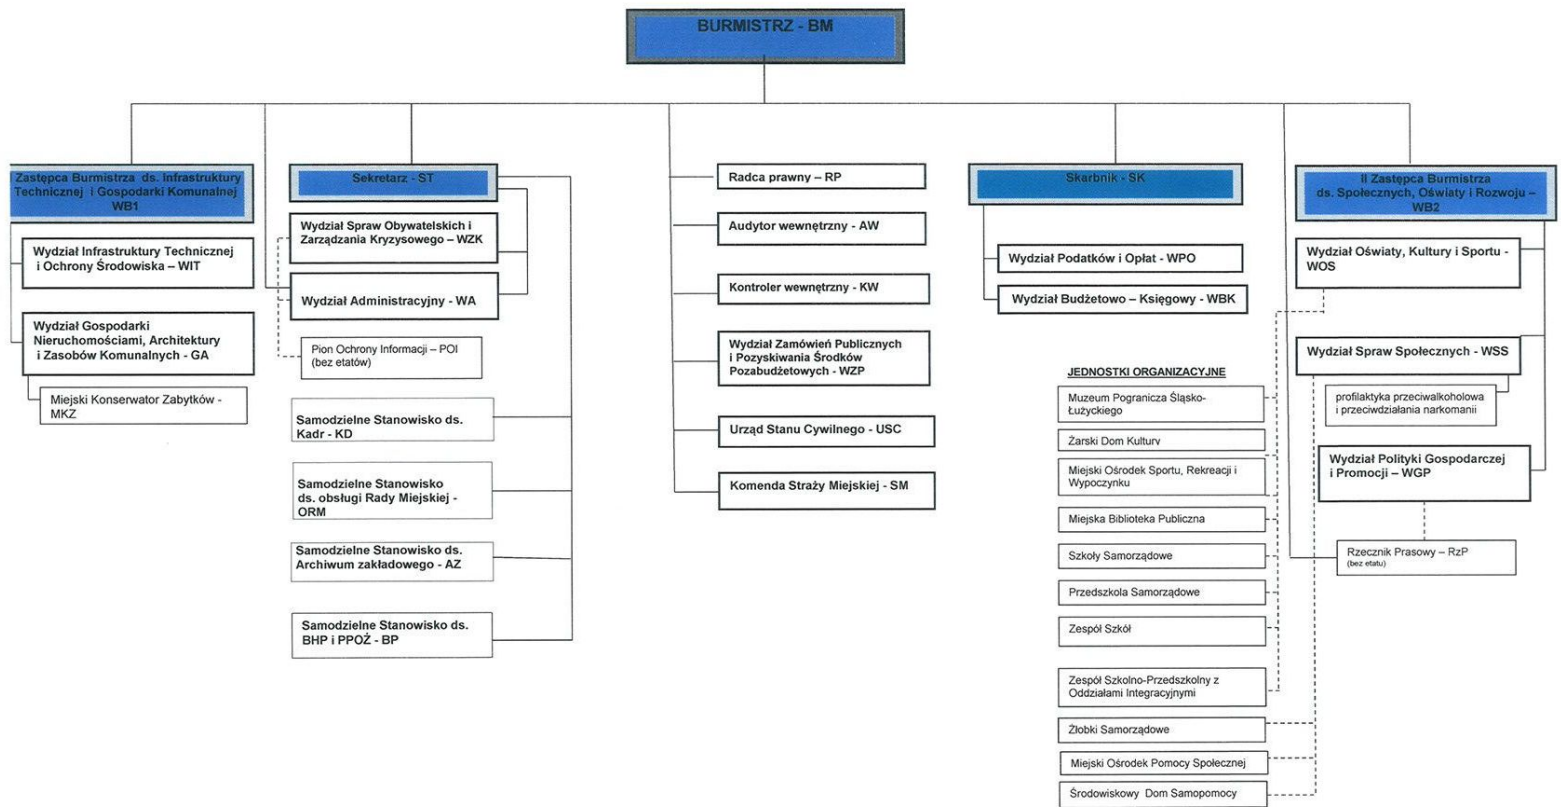 BURMISTRZ - BM
Zastępca Burmistrza ds. Infrastruktury
Technicznej i Gospodarki Komunalnej
WB1
Wydział Infrastruktury Technicznej
i Ochrony Środowiska – WIT
Wydział Gospodarki
Nieruchomościami, Architektury
i Zasobów Komunalnych - GA
Miejski Konserwator Zabytków -
MKZ
Sekretarz - ST
Wydział Spraw Obywatelskich i
Zarządzania Kryzysowego – WZK
Wydział Administracyjny - WA
Pion Ochrony Informacji – POI
(bez etatów)
Samodzielne Stanowisko ds.
Kadr - KD
Samodzielne Stanowisko
ds. obsługi Rady Miejskiej -
ORM
Samodzielne Stanowisko ds.
Archiwum zakładowego - AZ
Samodzielne Stanowisko ds.
BHP i PPOŻ - BP
Radca prawny – RP
Audytor wewnętrzny - AW
Kontroler wewnętrzny - KW
Wydział Zamówień Publicznych
i Pozyskiwania Środków
Pozabudżetowych - WZP
Urząd Stanu Cywilnego - USC
Komenda Straży Miejskiej - SM
Skarbnik - SK
Wydział Podatków i Opłat - WPO
Wydział Budżetowo – Księgowy - WBK
JEDNOSTKI ORGANIZACYJNE
Muzeum Pogranicza Śląsko-
Łużyckiego
Żarski Dom Kultury
Miejski Ośrodek Sportu, Rekreacji i
Wypoczynku
Miejska Biblioteka Publiczna
Szkoły Samorządowe
Przedszkola Samorządowe
Zespół Szkół
Zespół Szkolno-Przedszkolny z
Oddziałami Integracyjnymi
Żłobki Samorządowe
Miejski Ośrodek Pomocy Społecznej
Środowiskowy Dom Samopomocy
II Zastępca Burmistrza
ds. Społecznych, Oświaty i Rozwoju –
WB2
Wydział Oświaty, Kultury i Sportu -
WOS
Wydział Spraw Społecznych - WSS
profilaktyka przeciwalkoholowa
i przeciwdziałania narkomanii
Wydział Polityki Gospodarczej
i Promocji – WGP
Rzecznik Prasowy – RzP
(bez etatu)